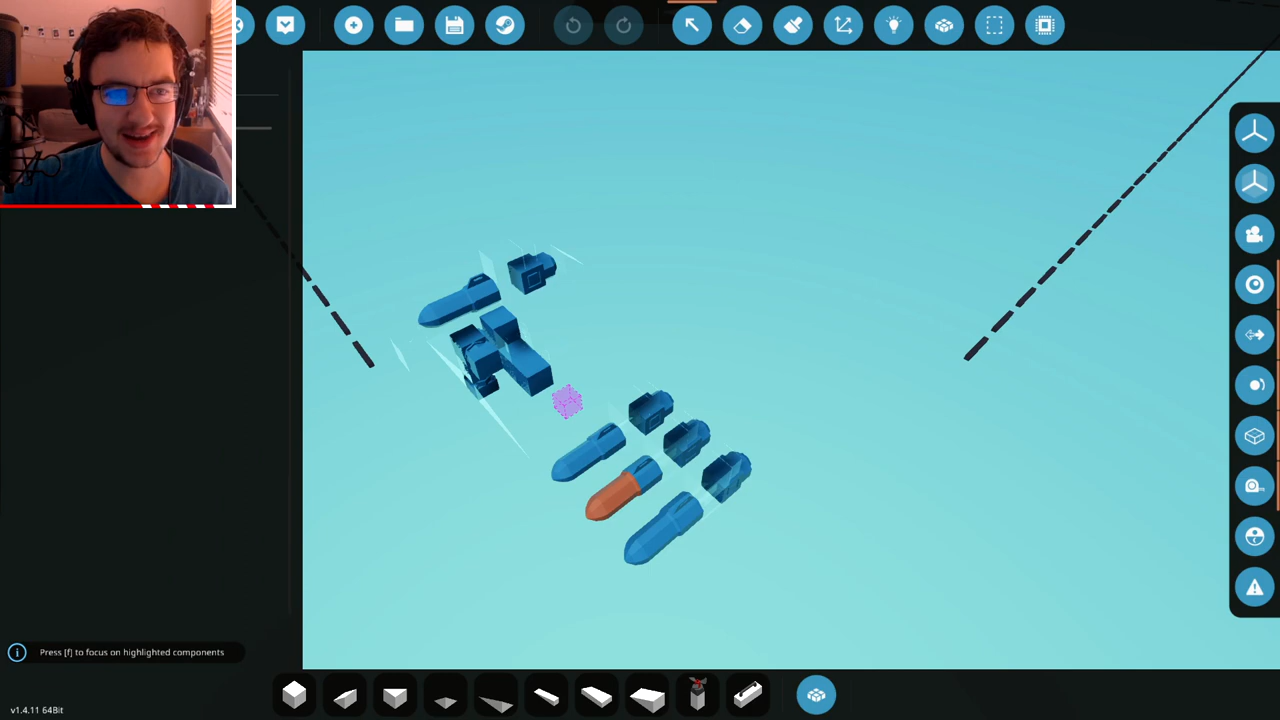 Press [f] to focus on highlighted components
v1.4.11 64Bit